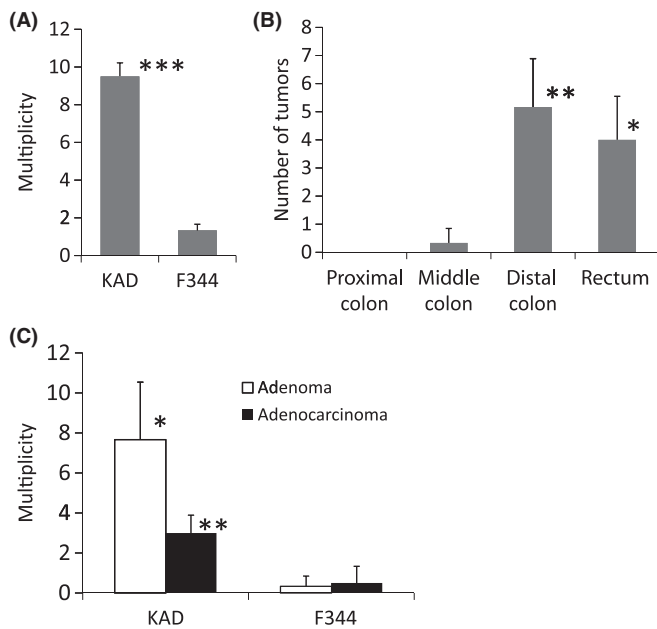 (A)
12
10
8
6
4
2
0
Multiplicity
***
KAD F344
(B)
8
7
6
5
4
3
2
1
0
Number of tumors
**
*
Proximal colon
Middle colon
Distal colon
Rectum
(C)
12
10
8
6
4
2
0
Multiplicity
Adenoma
Adenocarcinoma
*
**
KAD F344